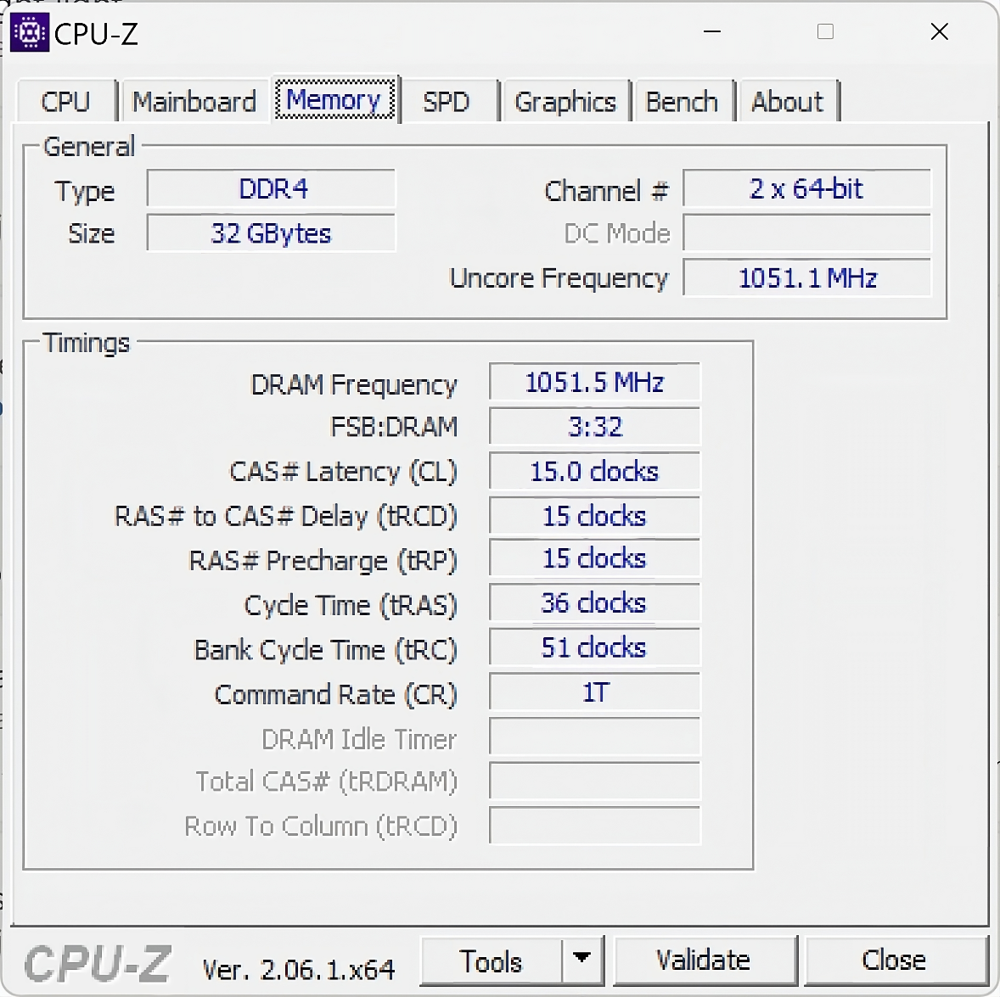 CPU-Z
CPU Mainboard Memory SPD Graphics Bench About
General
Type DDR4 Channel # 2 x 64-bit
Size 32 GBytes DC Mode
Uncore Frequency 1051.1 MHz
Timings
DRAM Frequency 1051.5 MHz
FSB:DRAM 3:32
CAS# Latency (CL) 15.0 clocks
RAS# to CAS# Delay (tRCD) 15 clocks
RAS# Precharge (tRP) 15 clocks
Cycle Time (tRAS) 36 clocks
Bank Cycle Time (tRC) 51 clocks
Command Rate (CR) 1T
DRAM Idle Timer
Total CAS# (tRDRAM)
Row To Column (tRCD)
CPU-Z Ver. 2.06.1.x64 Tools Validate Close